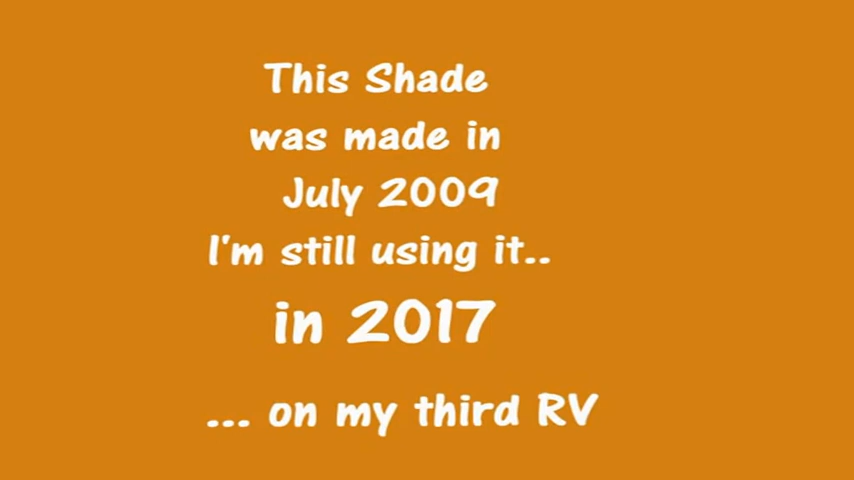 This Shade
was made in
July 2009
I'm still using it..
in 2017
... on my third RV